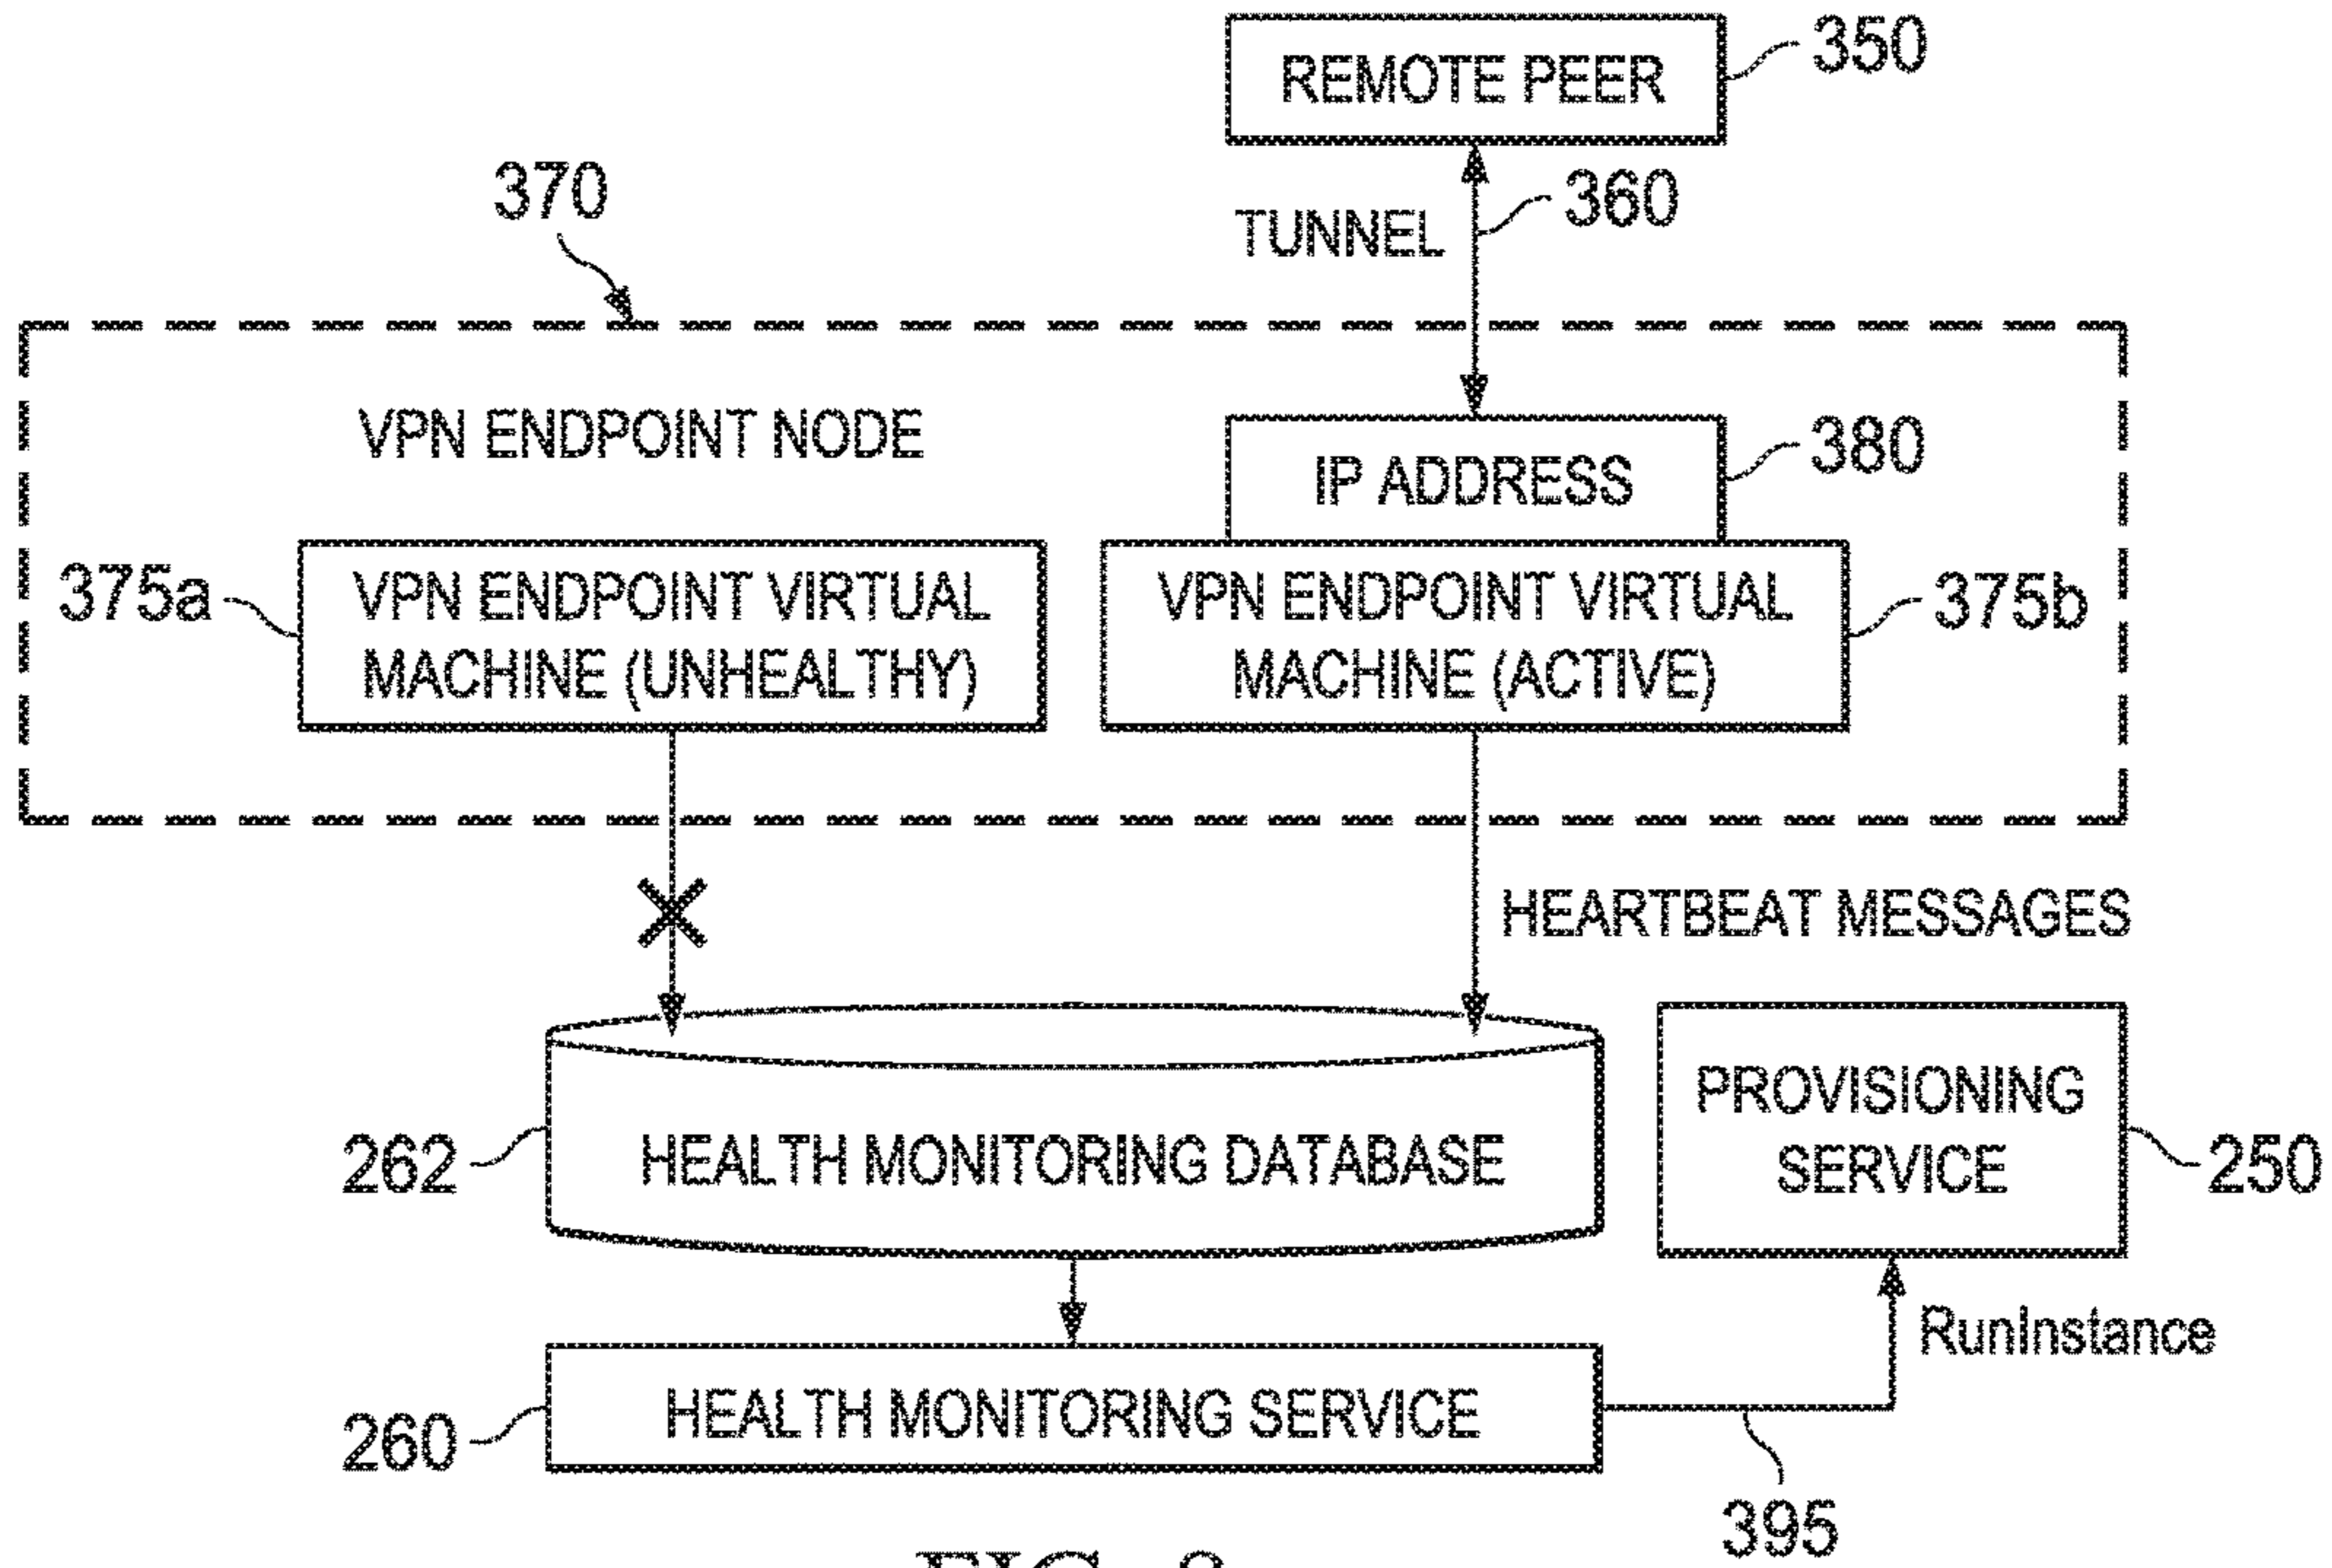 REMOTE PEER
350
370
TUNNEL
360
VPN ENDPOINT NODE
IP ADDRESS
380
375a
VPN ENDPOINT VIRTUAL
MACHINE (UNHEALTHY)
VPN ENDPOINT VIRTUAL
MACHINE (ACTIVE)
375b
HEARTBEAT MESSAGES
262
HEALTH MONITORING DATABASE
PROVISIONING
SERVICE
250
RunInstance
260
HEALTH MONITORING SERVICE
395